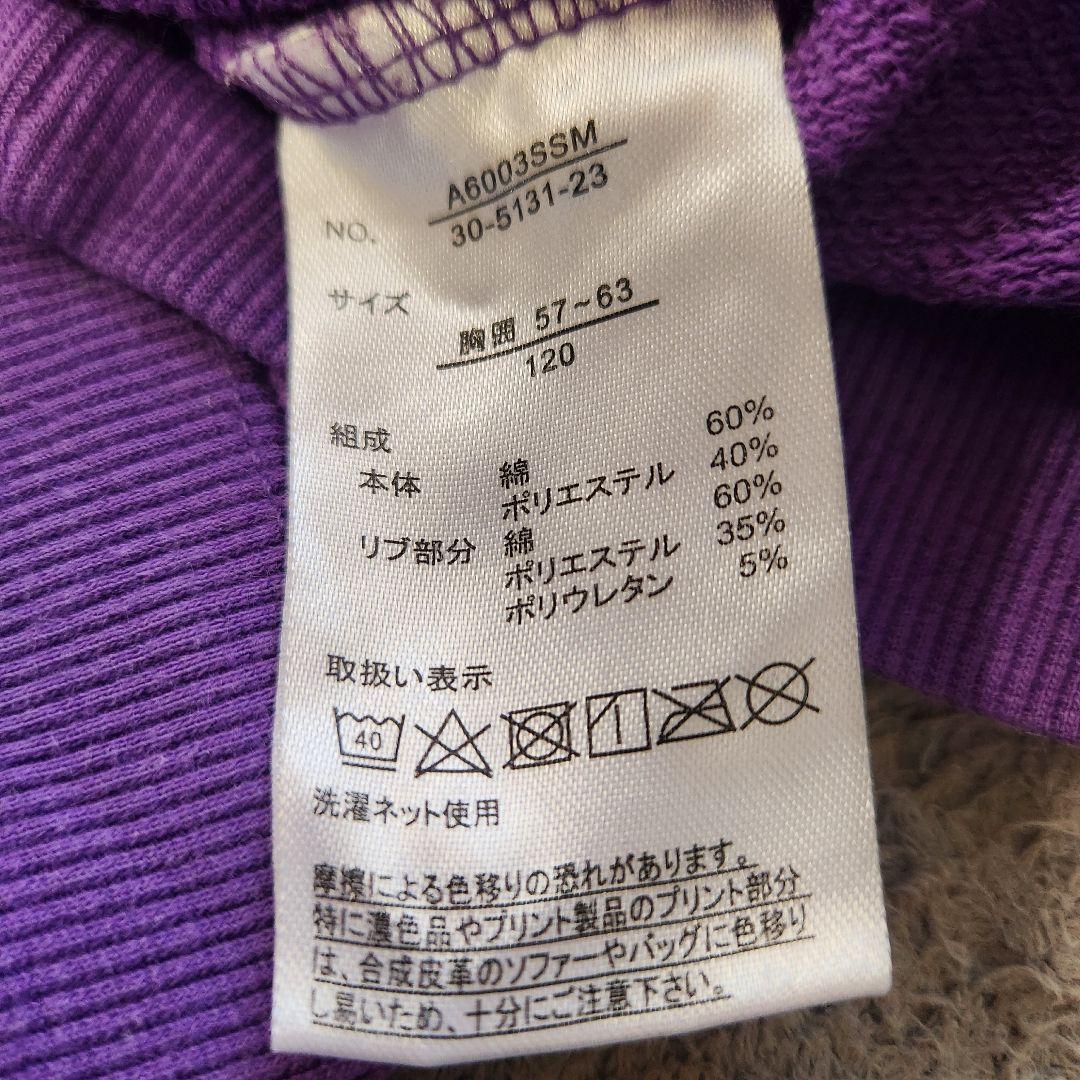 NO. A6003SSM
30-5131-23
サイズ 胸囲 57~63
120
組成
本体 綿 60%
ポリエステル 40%
リブ部分 綿 60%
ポリエステル 35%
ポリウレタン 5%
取扱い表示
40
洗濯ネット使用
摩擦による色移りの恐れがあります。
特に濃色品やプリント製品のプリント部分
は、合成皮革のソファーやバッグに色移り
し易いため、十分にご注意下さい。